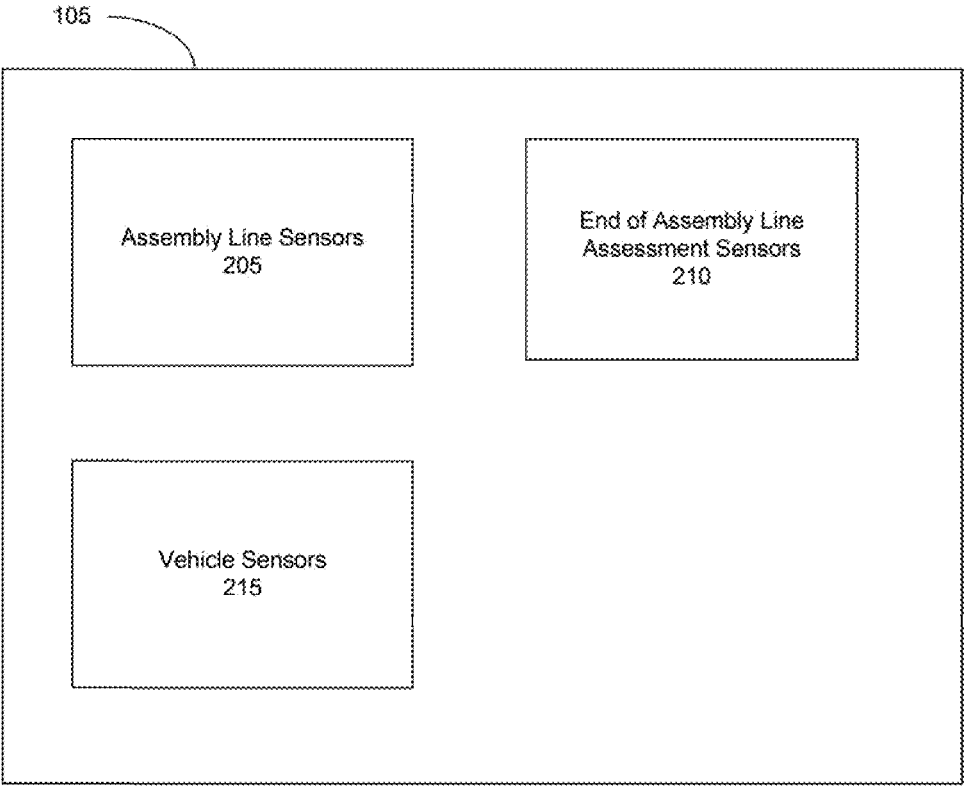 105
Assembly Line Sensors
205
End of Assembly Line
Assessment Sensors
210
Vehicle Sensors
215